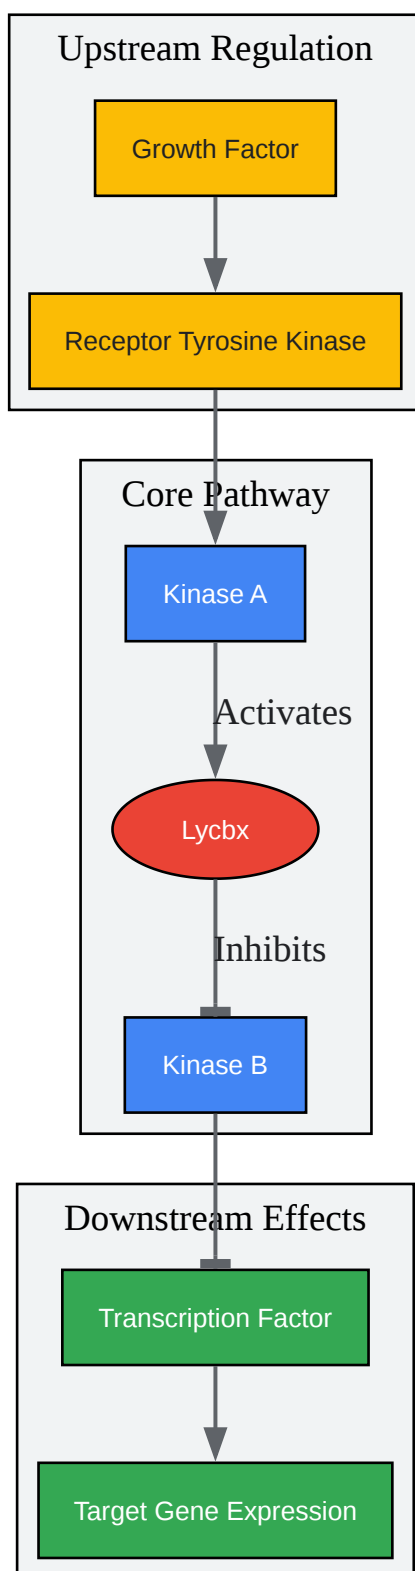 Upstream Regulation
Growth Factor
Receptor Tyrosine Kinase
Core Pathway
Kinase A
Activates
Lycbx
Inhibits
Kinase B
Downstream Effects
Transcription Factor
Target Gene Expression